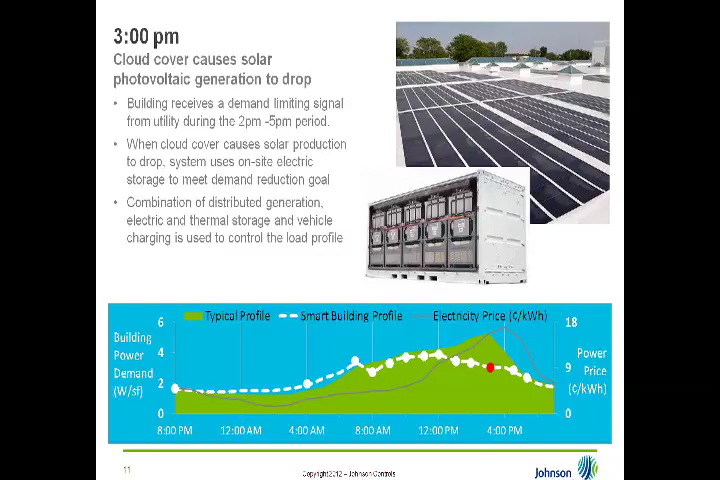 3:00 pm
Cloud cover causes solar
photovoltaic generation to drop
• Building receives a demand limiting signal
from utility during the 2pm -5pm period.
• When cloud cover causes solar production
to drop, system uses on-site electric
storage to meet demand reduction goal
• Combination of distributed generation,
electric and thermal storage and vehicle
charging is used to control the load profile
Typical Profile Smart Building Profile Electricity Price (¢/kWh)
Building
Power
Demand
(W/sf)
6
4
2
0
18
9
0
Power
Price
(¢/kWh)
8:00 PM 12:00 AM 4:00 AM 8:00 AM 12:00 PM 4:00 PM
11
Copyright 2012 – Johnson Controls
Johnson